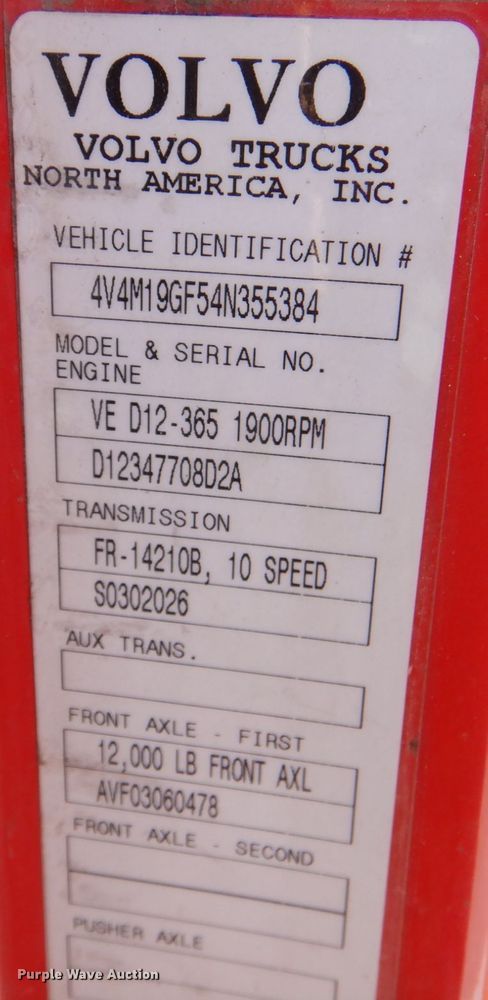 VOLVO
VOLVO TRUCKS
NORTH AMERICA, INC.
VEHICLE IDENTIFICATION #
4V4M19GF54N355384
MODEL & SERIAL NO.
ENGINE
VE D12-365 1900RPM
D12347708D2A
TRANSMISSION
FR-14210B, 10 SPEED
S0302026
AUX TRANS.
FRONT AXLE - FIRST
12,000 LB FRONT AXL
AVF03060478
FRONT AXLE - SECOND
PUSHER AXLE
Purple Wave Auction